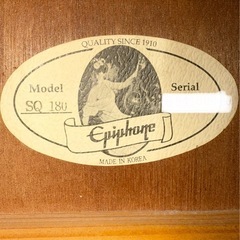 QUALITY SINCE 1910
Model Serial
SQ 180
Epiphone
MADE IN KOREA